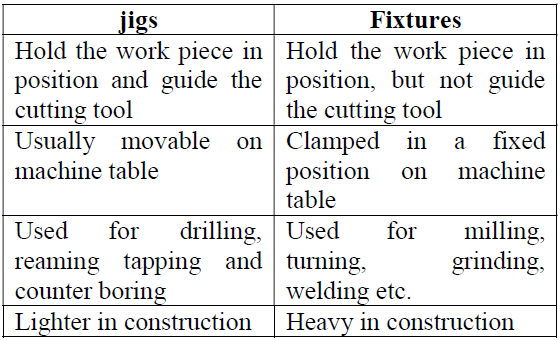 jigs
Fixtures
Hold the work piece in
position and guide the
cutting tool
Hold the work piece in
position, but not guide
the cutting tool
Usually movable on
machine table
Clamped in a fixed
position on machine
table
Used for drilling,
reaming tapping and
counter boring
Used for milling,
turning, grinding,
welding etc.
Lighter in construction
Heavy in construction